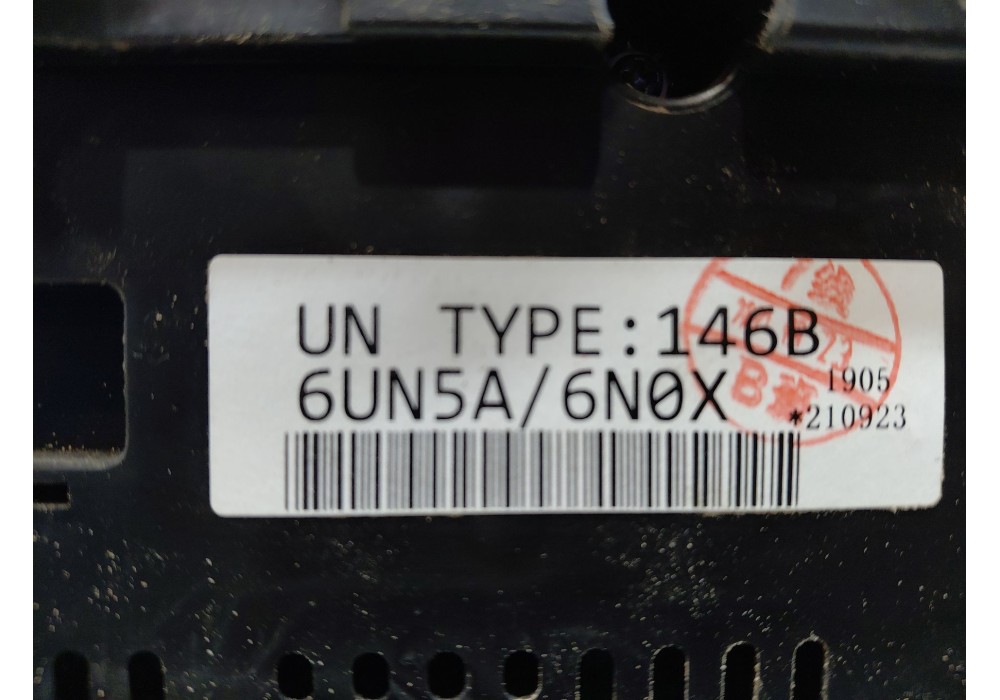 UN TYPE:146B
6UN5A/6N0X
1905
*210923